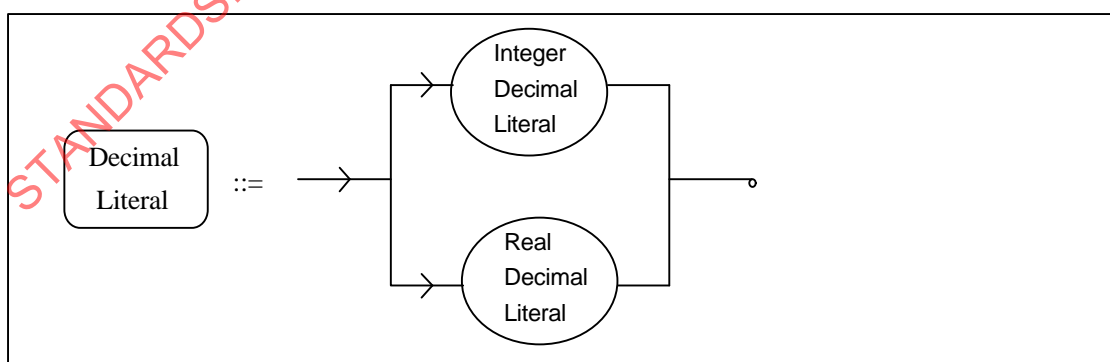 STANDARDS
Integer
Decimal
Literal
Decimal
Literal
::=
Real
Decimal
Literal